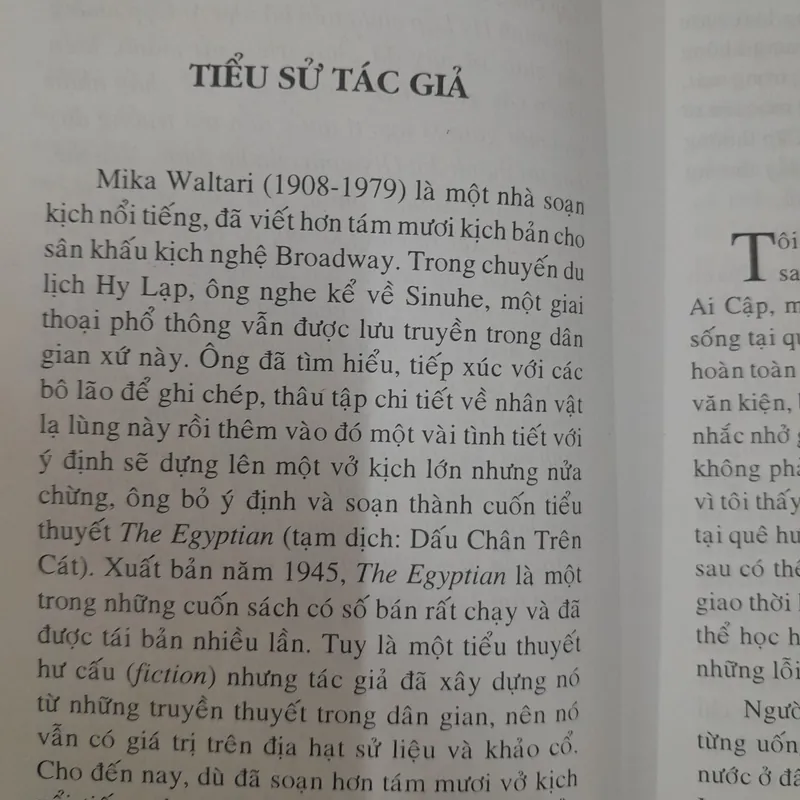 TIỂU SỬ TÁC GIẢ
Mika Waltari (1908-1979) là một nhà soạn
kịch nổi tiếng, đã viết hơn tám mươi kịch bản cho
sân khấu kịch nghệ Broadway. Trong chuyến du
lịch Hy Lạp, ông nghe kể về Sinuhe, một giai
thoại phổ thông vẫn được lưu truyền trong dân
gian xứ này. Ông đã tìm hiểu, tiếp xúc với các
bô lão để ghi chép, thâu tập chi tiết về nhân vật
lạ lùng này rồi thêm vào đó một vài tình tiết với
ý định sẽ dựng lên một vở kịch lớn nhưng nửa
chừng, ông bỏ ý định và soạn thành cuốn tiểu
thuyết The Egyptian (tạm dịch: Dấu Chân Trên
Cát). Xuất bản năm 1945, The Egyptian là một
trong những cuốn sách có số bán rất chạy và đã
được tái bản nhiều lần. Tuy là một tiểu thuyết
hư cấu (fiction) nhưng tác giả đã xây dựng nó
từ những truyền thuyết trong dân gian, nên nó
vẫn có giá trị trên địa hạt sử liệu và khảo cổ.
Cho đến nay, dù đã soạn hơn tám mươi vở kịch
Tôi
sa
Ai Cập, m
sống tại qu
hoàn toàn
văn kiện,
nhắc nhở g
không phả
vì tôi thấy
tại quê hư
sau có thể
giao thời
thể học h
những lỗi
Ngườ
từng uốn
nước ở đâ